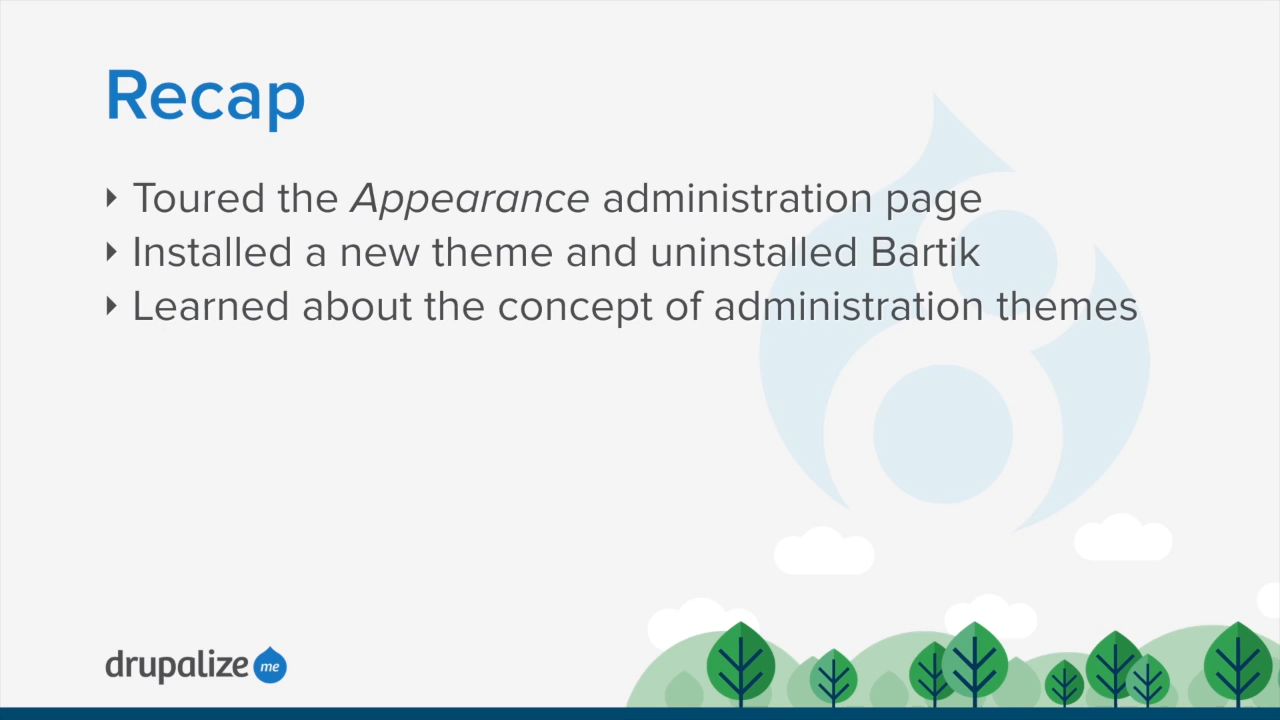 Recap
Toured the Appearance administration page
Installed a new theme and uninstalled Bartik
Learned about the concept of administration themes
drupalize me